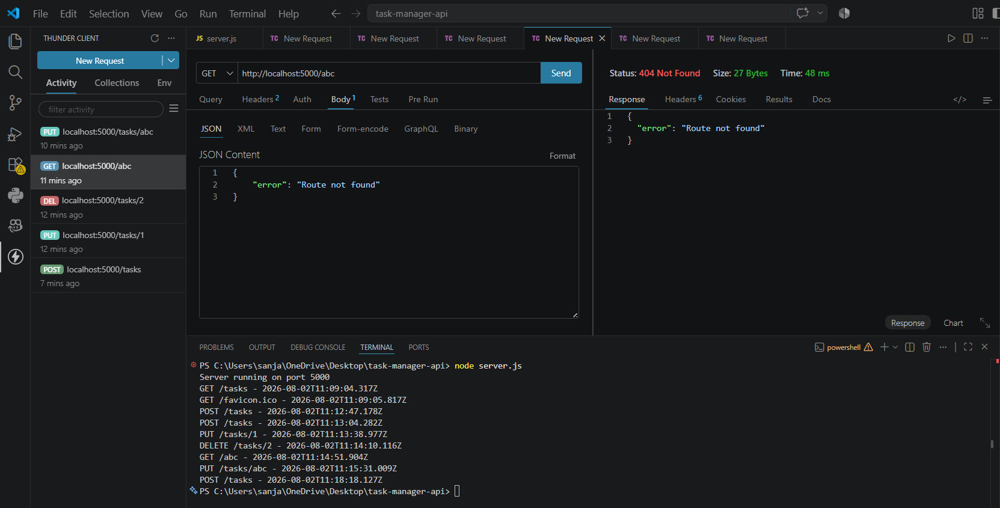 File Edit Selection View Go Run Terminal Help
task-manager-api
THUNDER CLIENT
New Request
Activity Collections Env
filter activity
PUT localhost:5000/tasks/abc
10 mins ago
GET localhost:5000/abc
11 mins ago
DEL localhost:5000/tasks/2
12 mins ago
PUT localhost:5000/tasks/1
12 mins ago
POST localhost:5000/tasks
7 mins ago
JS server.js
TC New Request
TC New Request
TC New Request
TC New Request
TC New Request
TC New Request
GET http://localhost:5000/abc Send
Query Headers 2 Auth Body 1 Tests Pre Run
JSON XML Text Form Form-encode GraphQL Binary
JSON Content Format
1 {
2 "error": "Route not found"
3 }
Status: 404 Not Found Size: 27 Bytes Time: 48 ms
Response Headers 6 Cookies Results Docs </>
1 {
2 "error": "Route not found"
3 }
Response Chart
PROBLEMS OUTPUT DEBUG CONSOLE TERMINAL PORTS
powershell
PS C:\Users\sanja\OneDrive\Desktop\task-manager-api> node server.js
Server running on port 5000
GET /tasks - 2026-08-02T11:09:04.317Z
GET /favicon.ico - 2026-08-02T11:09:05.817Z
POST /tasks - 2026-08-02T11:12:47.178Z
POST /tasks - 2026-08-02T11:13:04.282Z
PUT /tasks/1 - 2026-08-02T11:13:38.977Z
DELETE /tasks/2 - 2026-08-02T11:14:10.116Z
GET /abc - 2026-08-02T11:14:51.904Z
PUT /tasks/abc - 2026-08-02T11:15:31.009Z
POST /tasks - 2026-08-02T11:18:18.127Z
PS C:\Users\sanja\OneDrive\Desktop\task-manager-api>